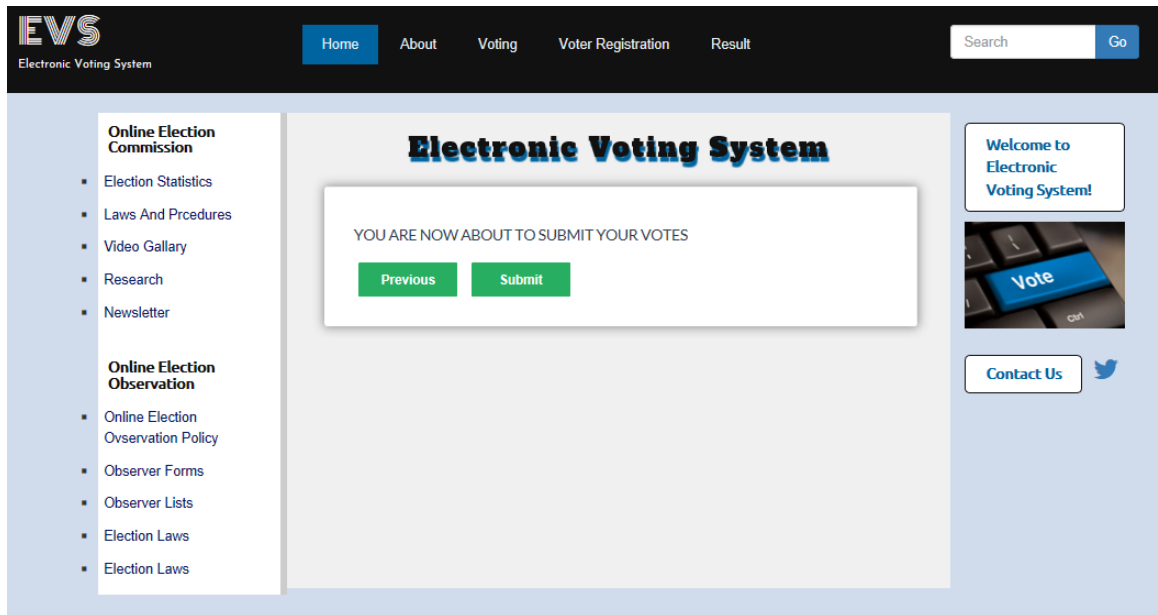 EVS
Electronic Voting System
Home
About
Voting
Voter Registration
Result
Search
Go
Online Election
Commission
Election Statistics
Laws And Prcedures
Video Gallary
Research
Newsletter
Online Election
Observation
Online Election
Ovservation Policy
Observer Forms
Observer Lists
Election Laws
Election Laws
Electronic Voting System
YOU ARE NOW ABOUT TO SUBMIT YOUR VOTES
Previous
Submit
Welcome to
Electronic
Voting System!
Vote
Ctrl
Contact Us